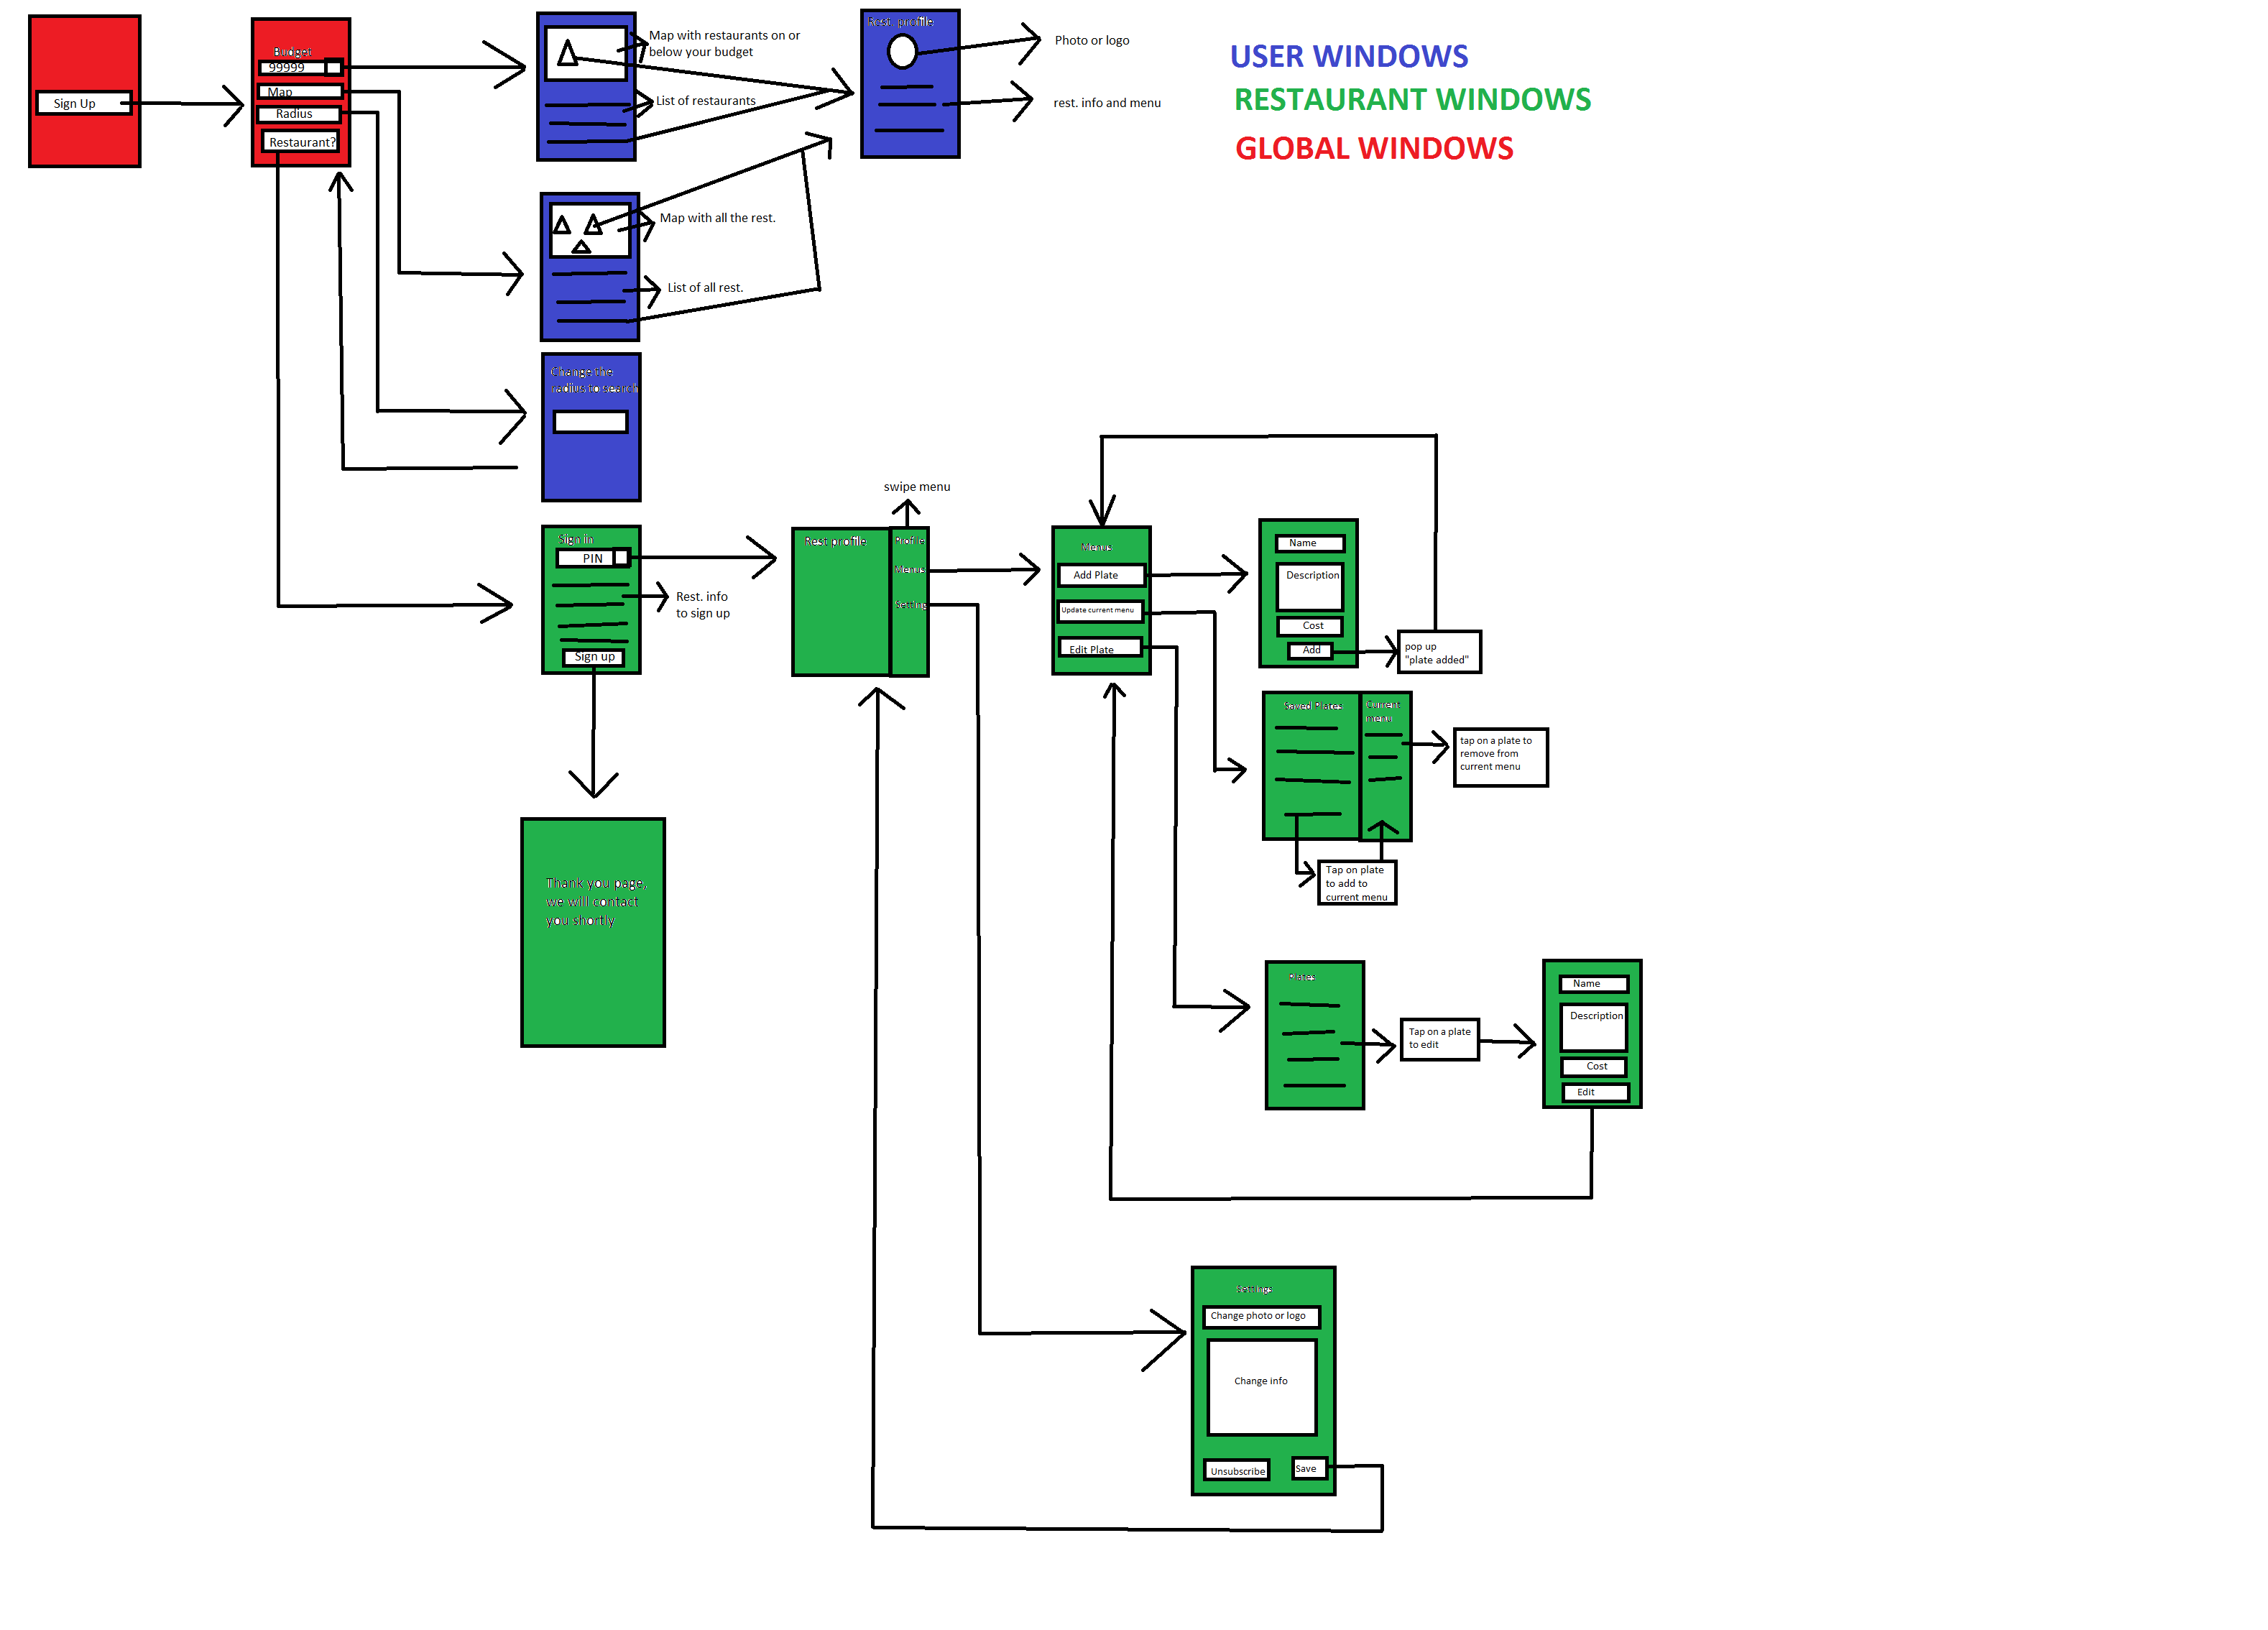 Sign Up
Budget
99999
Map
Radius
Restaurant?
Map with restaurants on or
below your budget
List of restaurants
Rest. profile
Photo or logo
rest. info and menu
USER WINDOWS
RESTAURANT WINDOWS
GLOBAL WINDOWS
Map with all the rest.
List of all rest.
Change the
radius to search
Sign in
PIN
Rest. info
to sign up
Sign up
Thank you page,
we will contact
you shortly
swipe menu
Rest profile
Profile
Menus
Setting
Menus
Add Plate
Update current menu
Edit Plate
Name
Description
Cost
Add
pop up
"plate added"
Saved Plates
Current
menu
tap on a plate to
remove from
current menu
Tap on plate
to add to
current menu
Plates
Tap on a plate
to edit
Name
Description
Cost
Edit
Settings
Change photo or logo
Change info
Unsubscribe
Save